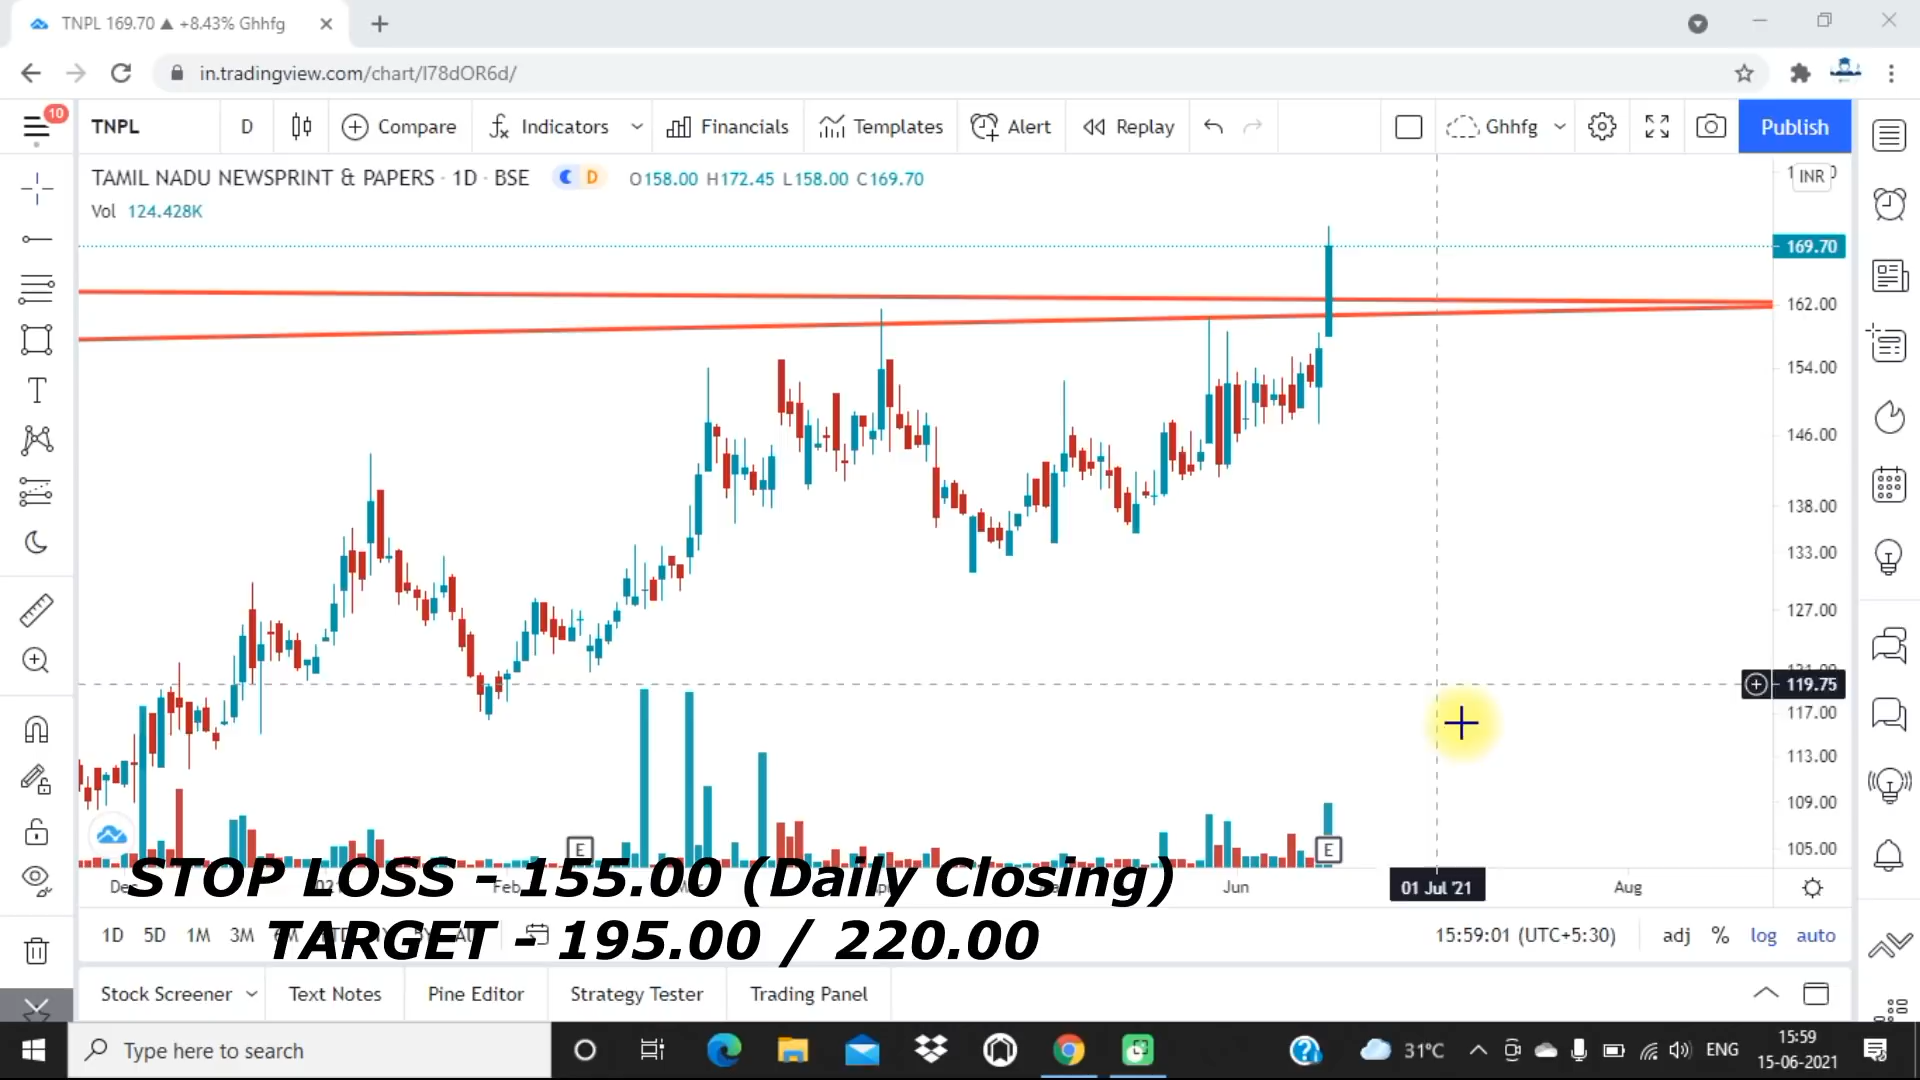 TNPL 169.70 ▲ +8.43% Ghhfg
in.tradingview.com/chart/I78dOR6d/
10
TNPL D Compare Indicators Financials Templates Alert Replay Ghhfg Publish
TAMIL NADU NEWSPRINT & PAPERS · 1D · BSE D O158.00 H172.45 L158.00 C169.70
INR
Vol 124.428K
169.70
162.00
154.00
146.00
138.00
133.00
127.00
119.75
117.00
113.00
109.00
105.00
E E
STOP LOSS - 155.00 (Daily Closing)
Feb Jun 01 Jul '21 Aug
TARGET - 195.00 / 220.00
1D 5D 1M 3M 15:59:01 (UTC+5:30) adj % log auto
Stock Screener Text Notes Pine Editor Strategy Tester Trading Panel
Type here to search 31°C ENG 15:59
15-06-2021